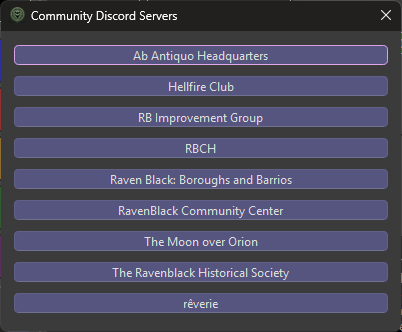 Community Discord Servers
Ab Antiquo Headquarters
Hellfire Club
RB Improvement Group
RBCH
Raven Black: Boroughs and Barrios
RavenBlack Community Center
The Moon over Orion
The Ravenblack Historical Society
rêverie